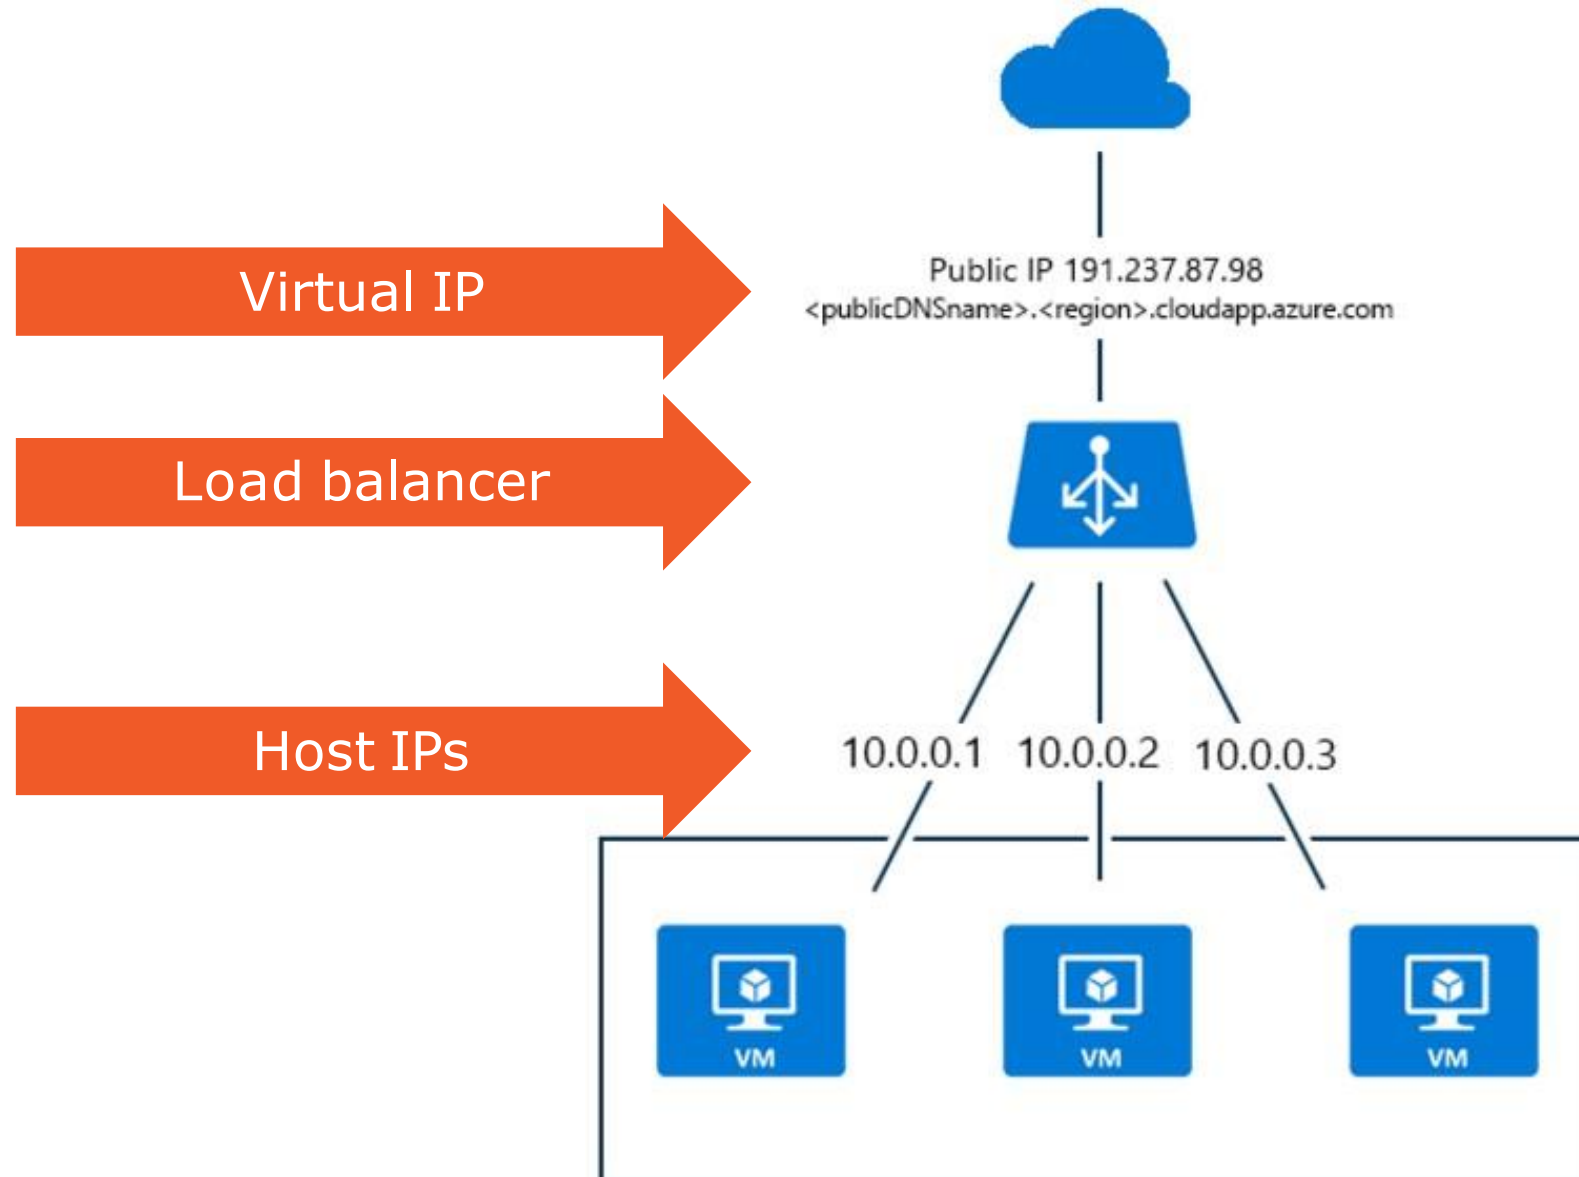 Virtual IP
Public IP 191.237.87.98
<publicDNSname>.<region>.cloudapp.azure.com
Load balancer
Host IPs
10.0.0.1 10.0.0.2 10.0.0.3
VM VM VM